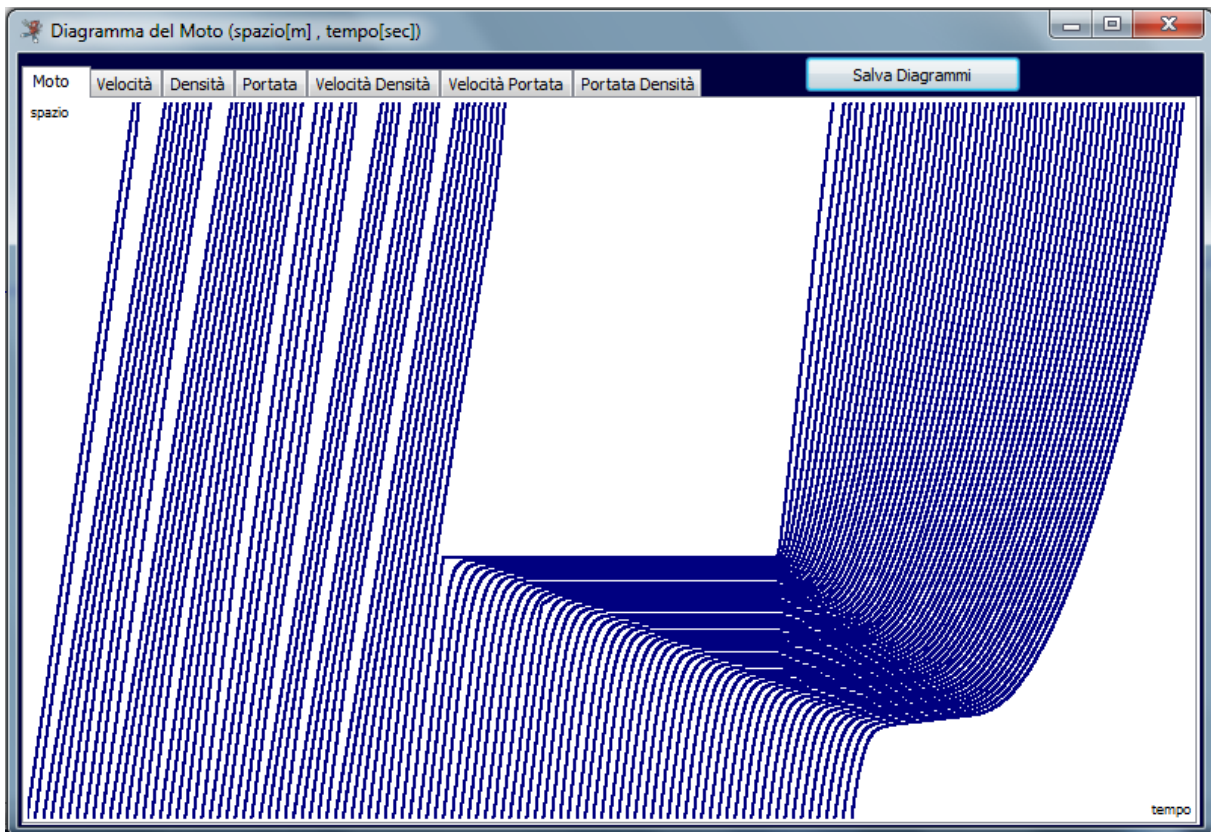 Diagramma del Moto (spazio[m] , tempo[sec])
Salva Diagrammi
Moto Velocità Densità Portata Velocità Densità Velocità Portata Portata Densità
spazio
tempo